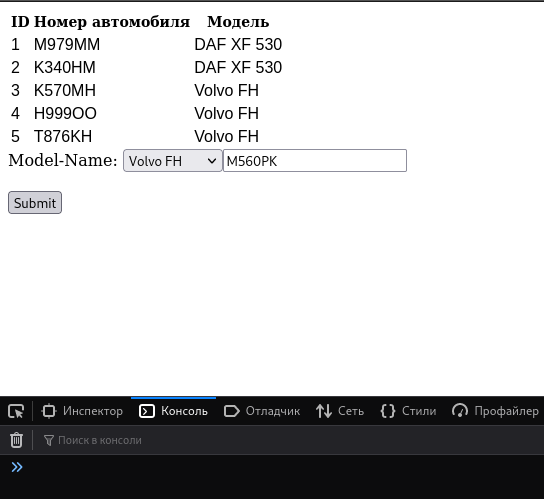 ID Номер автомобиля Модель
1 M979MM DAF XF 530
2 K340HM DAF XF 530
3 K570MH Volvo FH
4 H999OO Volvo FH
5 T876KH Volvo FH
Model-Name: Volvo FH M560PK
Submit
Инспектор Консоль Отладчик Сеть Стили Профайлер
Поиск в консоли